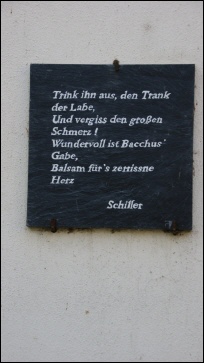 Trink ihn aus, den Trank
der Labe,
Und vergiss den großen
Schmerz !
Wundervoll ist Bacchus'
Gabe,
Balsam für's zerrissne
Herz
Schiller